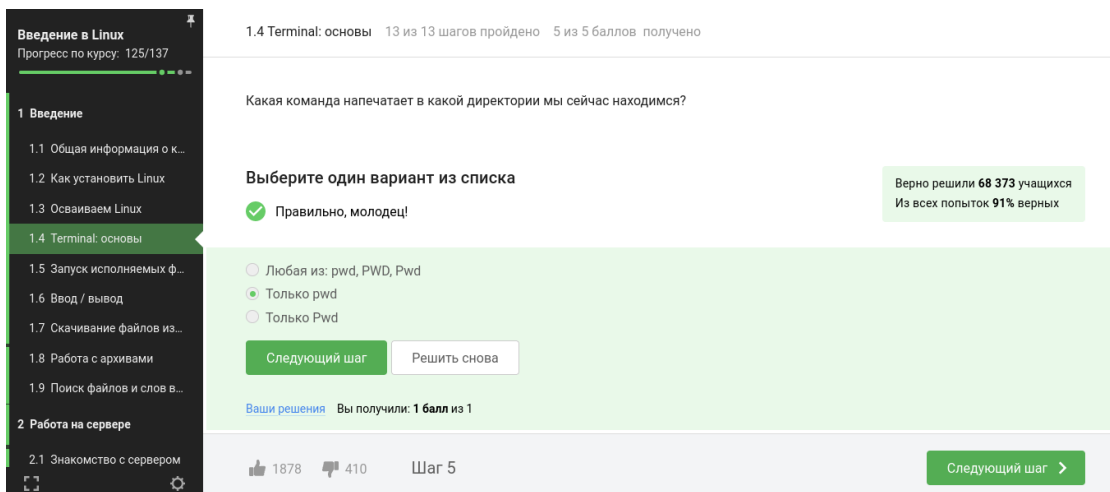 Введение в Linux
Прогресс по курсу: 125/137
1 Введение
1.1 Общая информация о к...
1.2 Как установить Linux
1.3 Осваиваем Linux
1.4 Terminal: основы
1.5 Запуск исполняемых ф...
1.6 Ввод / вывод
1.7 Скачивание файлов из...
1.8 Работа с архивами
1.9 Поиск файлов и слов в...
2 Работа на сервере
2.1 Знакомство с сервером
1.4 Terminal: основы 13 из 13 шагов пройдено 5 из 5 баллов получено
Какая команда напечатает в какой директории мы сейчас находимся?
Выберите один вариант из списка
Правильно, молодец!
Верно решили 68 373 учащихся
Из всех попыток 91% верных
Любая из: pwd, PWD, Pwd
Только pwd
Только Pwd
Следующий шаг Решить снова
Ваши решения Вы получили: 1 балл из 1
1878 410 Шаг 5 Следующий шаг